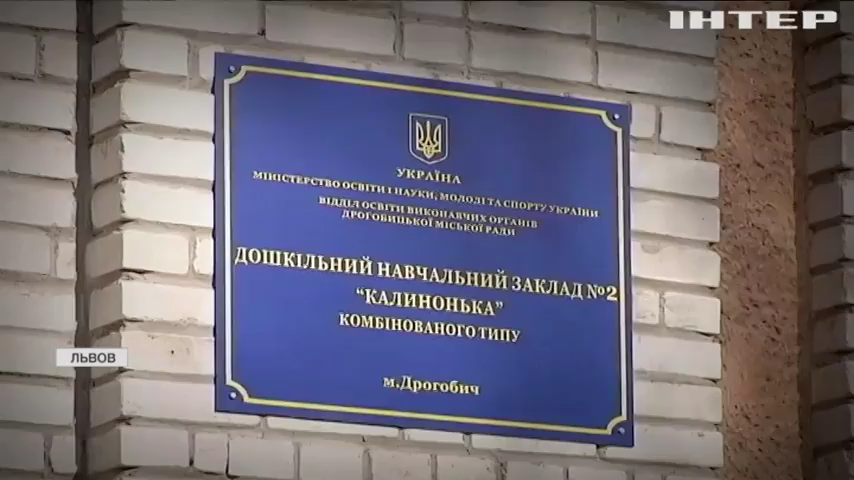 ІНТЕР
УКРАЇНА
МІНІСТЕРСТВО ОСВІТИ І НАУКИ, МОЛОДІ ТА СПОРТУ УКРАЇНИ
ВІДДІЛ ОСВІТИ ВИКОНАВЧИХ ОРГАНІВ
ДРОГОБИЦЬКОЇ МІСЬКОЇ РАДИ
ДОШКІЛЬНИЙ НАВЧАЛЬНИЙ ЗАКЛАД №2
“КАЛИНОНЬКА”
КОМБІНОВАНОГО ТИПУ
ЛЬВОВ
м.Дрогобич